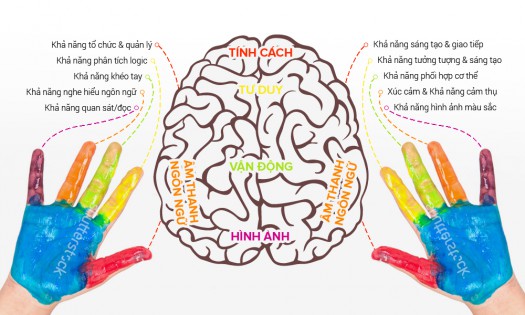 Khả năng tổ chức & quản lý
Khả năng phân tích logic
Khả năng khéo tay
Khả năng nghe hiểu ngôn ngữ
Khả năng quan sát/đọc
TÍNH CÁCH
TƯ DUY
VẬN ĐỘNG
ÂM THANH
NGÔN NGỮ
ÂM THANH
NGÔN NGỮ
HÌNH ẢNH
Khả năng sáng tạo & giao tiếp
Khả năng tưởng tượng & sáng tạo
Khả năng phối hợp cơ thể
Xúc cảm & Khả năng cảm thụ
Khả năng hình ảnh màu sắc